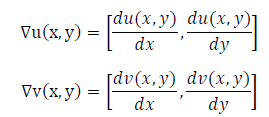 ∇u(x,y) = [du(x,y)/dx, du(x,y)/dy]
∇v(x,y) = [dv(x,y)/dx, dv(x,y)/dy]